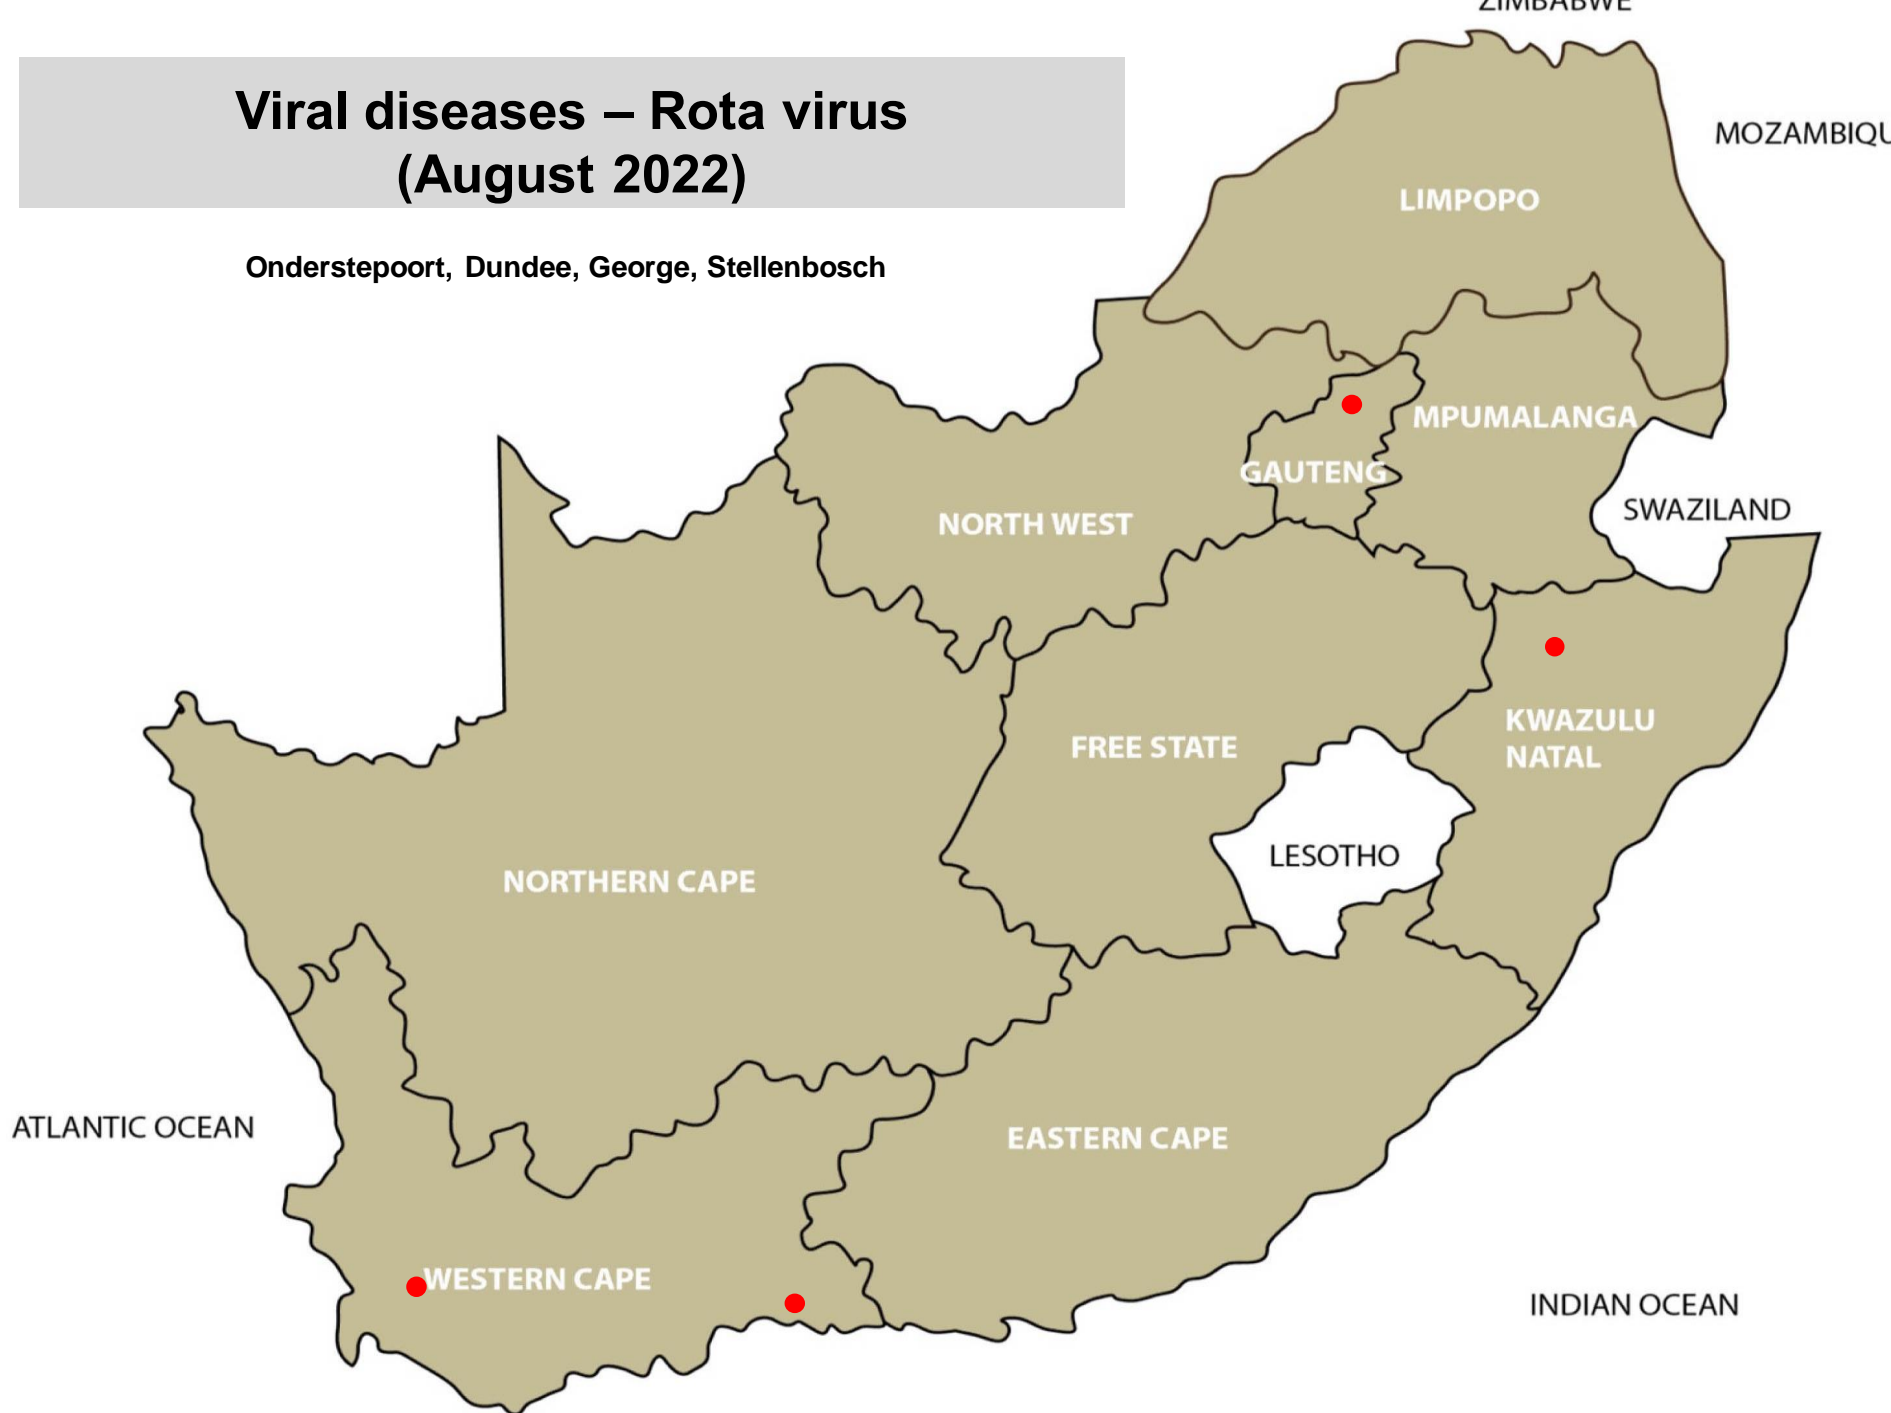 ZIMBABWE
Viral diseases – Rota virus
(August 2022)
MOZAMBIQU
LIMPOPO
Onderstepoort, Dundee, George, Stellenbosch
MPUMALANGA
GAUTENG
SWAZILAND
NORTH WEST
KWAZULU
NATAL
FREE STATE
LESOTHO
NORTHERN CAPE
ATLANTIC OCEAN
EASTERN CAPE
WESTERN CAPE
INDIAN OCEAN